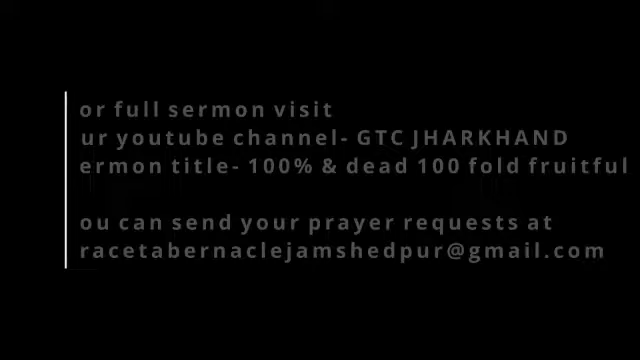 or full sermon visit
ur youtube channel- GTC JHARKHAND
ermon title- 100% & dead 100 fold fruitful
ou can send your prayer requests at
racetabernaclejamshedpur@gmail.com